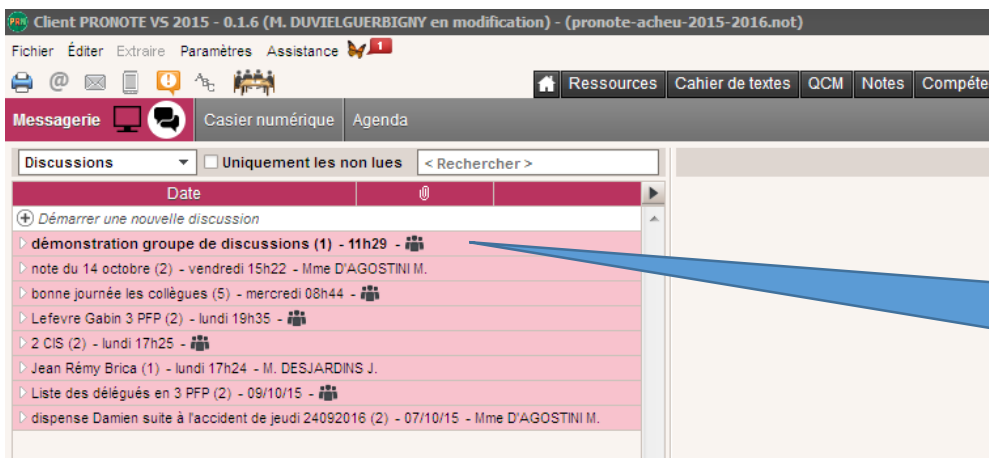 Client PRONOTE VS 2015 - 0.1.6 (M. DUVIELGUERBIGNY en modification) - (pronote-acheu-2015-2016.not)
Fichier Éditer Extraire Paramètres Assistance 1
@ ABC Ressources Cahier de textes QCM Notes Compéte
Messagerie Casier numérique Agenda
Discussions Uniquement les non lues < Rechercher >
Date
Démarrer une nouvelle discussion
démonstration groupe de discussions (1) - 11h29 -
note du 14 octobre (2) - vendredi 15h22 - Mme D'AGOSTINI M.
bonne journée les collègues (5) - mercredi 08h44 -
Lefevre Gabin 3 PFP (2) - lundi 19h35 -
2 CIS (2) - lundi 17h25 -
Jean Rémy Brica (1) - lundi 17h24 - M. DESJARDINS J.
Liste des délégués en 3 PFP (2) - 09/10/15 -
dispense Damien suite à l'accident de jeudi 24092016 (2) - 07/10/15 - Mme D'AGOSTINI M.